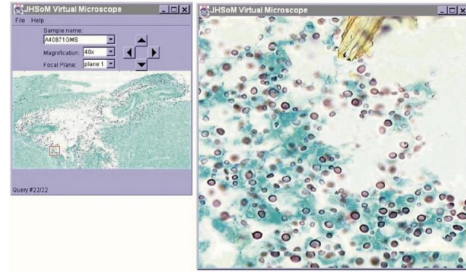 JHSoM Virtual Microscope
File Help
Sample name:
A408710MS
Magnification: 40x
Focal Plane: plane 1
Query #22/22
JHSoM Virtual Microscope